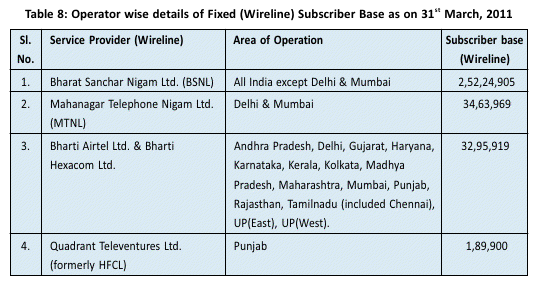 Table 8: Operator wise details of Fixed (Wireline) Subscriber Base as on 31st March, 2011
Sl. No.
Service Provider (Wireline)
Area of Operation
Subscriber base (Wireline)
1.
Bharat Sanchar Nigam Ltd. (BSNL)
All India except Delhi & Mumbai
2,52,24,905
2.
Mahanagar Telephone Nigam Ltd.
(MTNL)
Delhi & Mumbai
34,63,969
3.
Bharti Airtel Ltd. & Bharti
Hexacom Ltd.
Andhra Pradesh, Delhi, Gujarat, Haryana,
Karnataka, Kerala, Kolkata, Madhya
Pradesh, Maharashtra, Mumbai, Punjab,
Rajasthan, Tamilnadu (included Chennai),
UP(East), UP(West).
32,95,919
4.
Quadrant Televentures Ltd.
(formerly HFCL)
Punjab
1,89,900